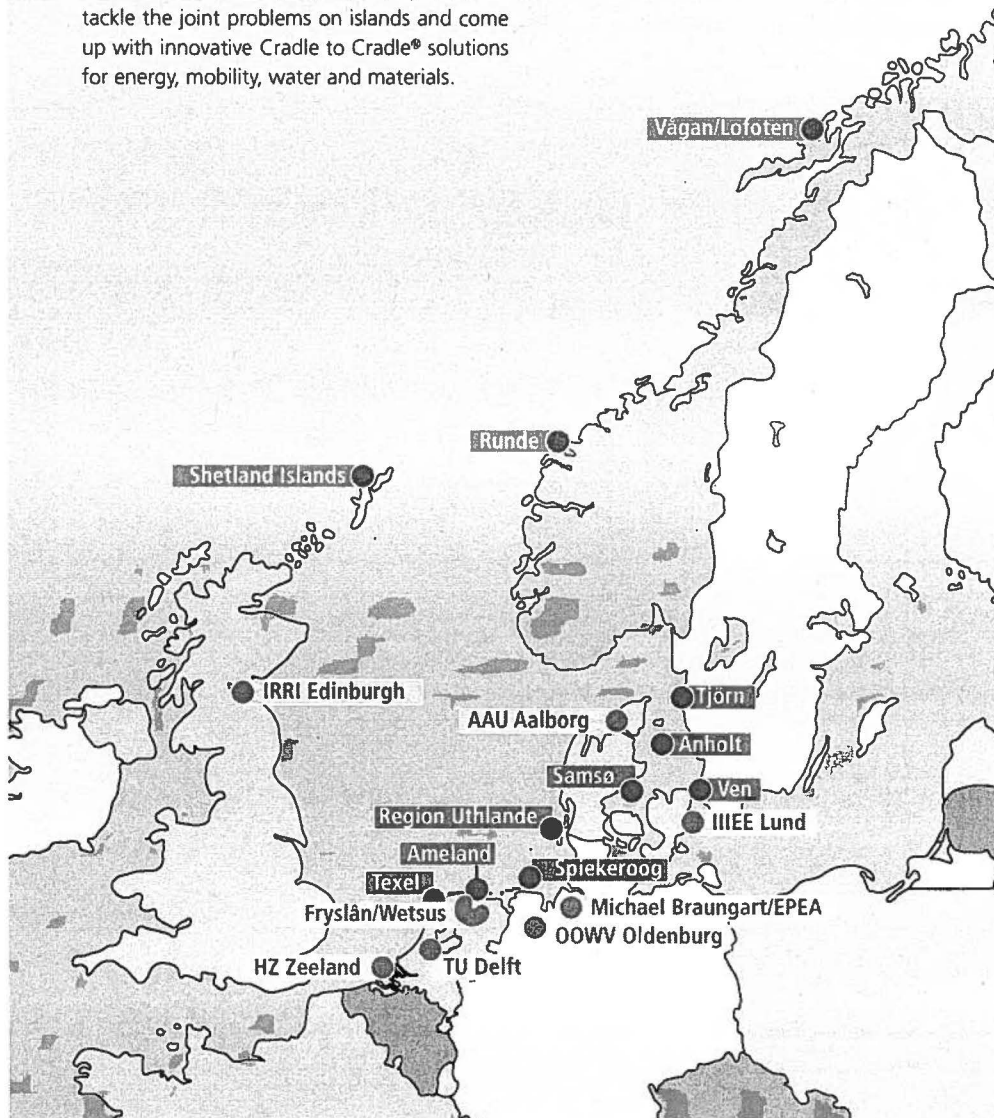 tackle the joint problems on islands and come
up with innovative Cradle to Cradle® solutions
for energy, mobility, water and materials.
Vågan/Lofoten
Runde
Shetland Islands
IRRI Edinburgh
Tjörn
AAU Aalborg
Anholt
Samsø
Ven
Region Uthlande
IIIEE Lund
Ameland
Spiekeroog
Texel
Michael Braungart/EPEA
Fryslân/Wetsus
OOWV Oldenburg
HZ Zeeland
TU Delft